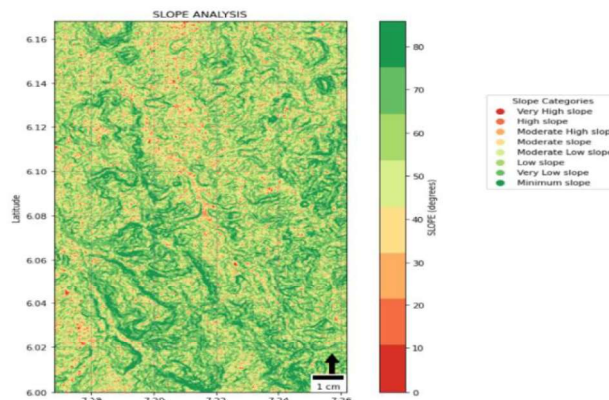 SLOPE ANALYSIS
6.16
6.14
6.12
6.10
6.08
6.06
6.04
6.02
6.00
Latitude
1 cm
80
70
60
50
40
30
20
10
0
SLOPE (degrees)
Slope Categories
Very High slope
High slope
Moderate High slope
Moderate slope
Moderate Low slope
Low slope
Very Low slope
Minimum slope